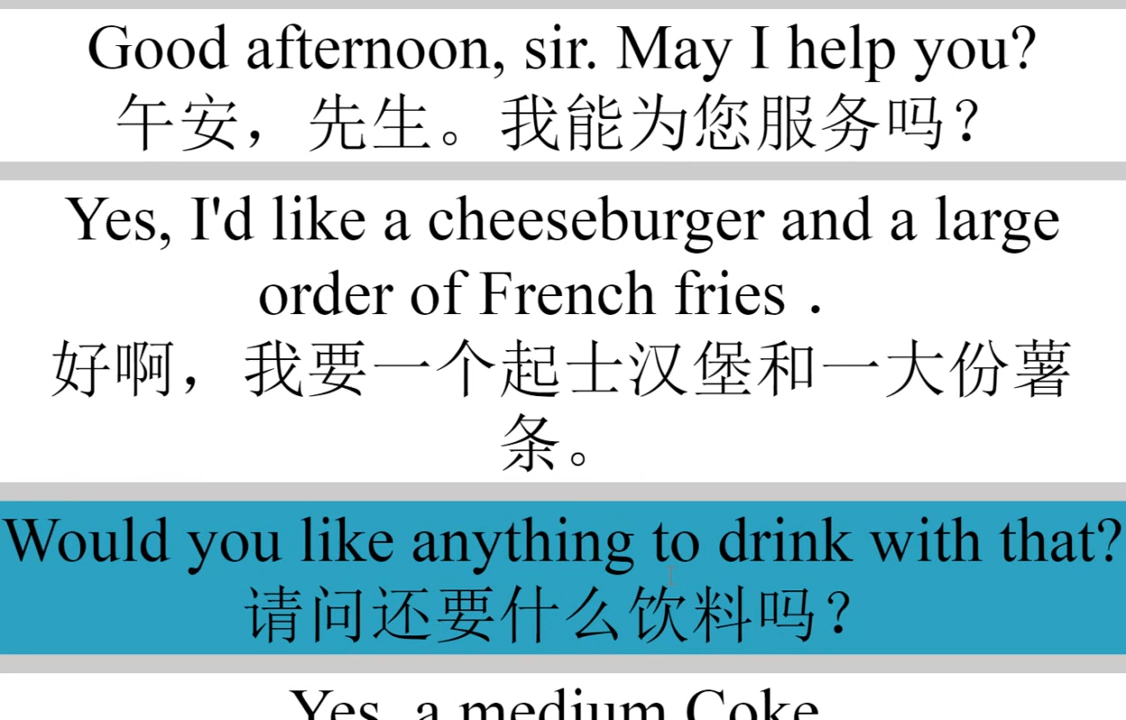 Good afternoon, sir. May I help you?
午安，先生。我能为您服务吗？
Yes, I'd like a cheeseburger and a large
order of French fries．
好啊，我要一个起士汉堡和一大份薯
条。
Would you like anything to drink with that?
请问还要什么饮料吗？
Yes, a medium Coke